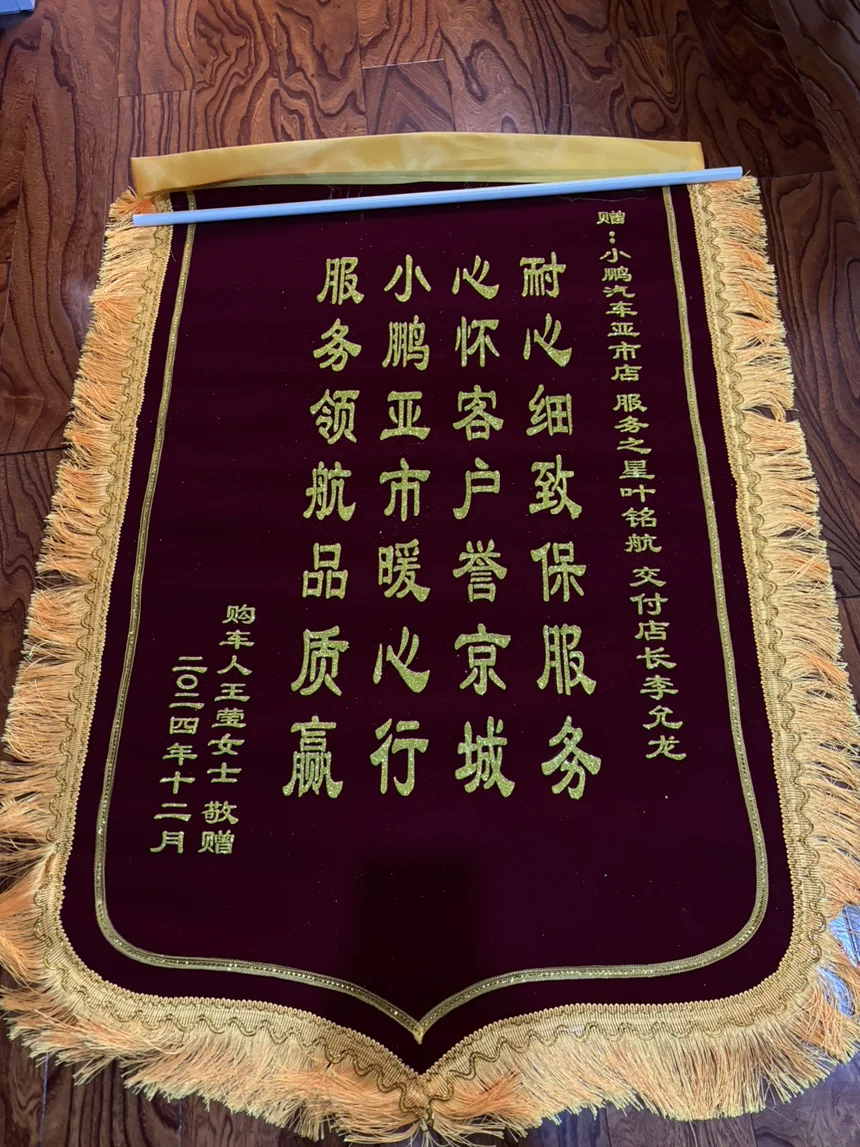 赠：小鹏汽车亚市店 服务之星叶铭航 交付店长李允龙
耐心细致保服务
心怀客户誉京城
小鹏亚市暖心行
服务领航品质赢
购车人王莹女士 敬赠
二〇二四年十二月